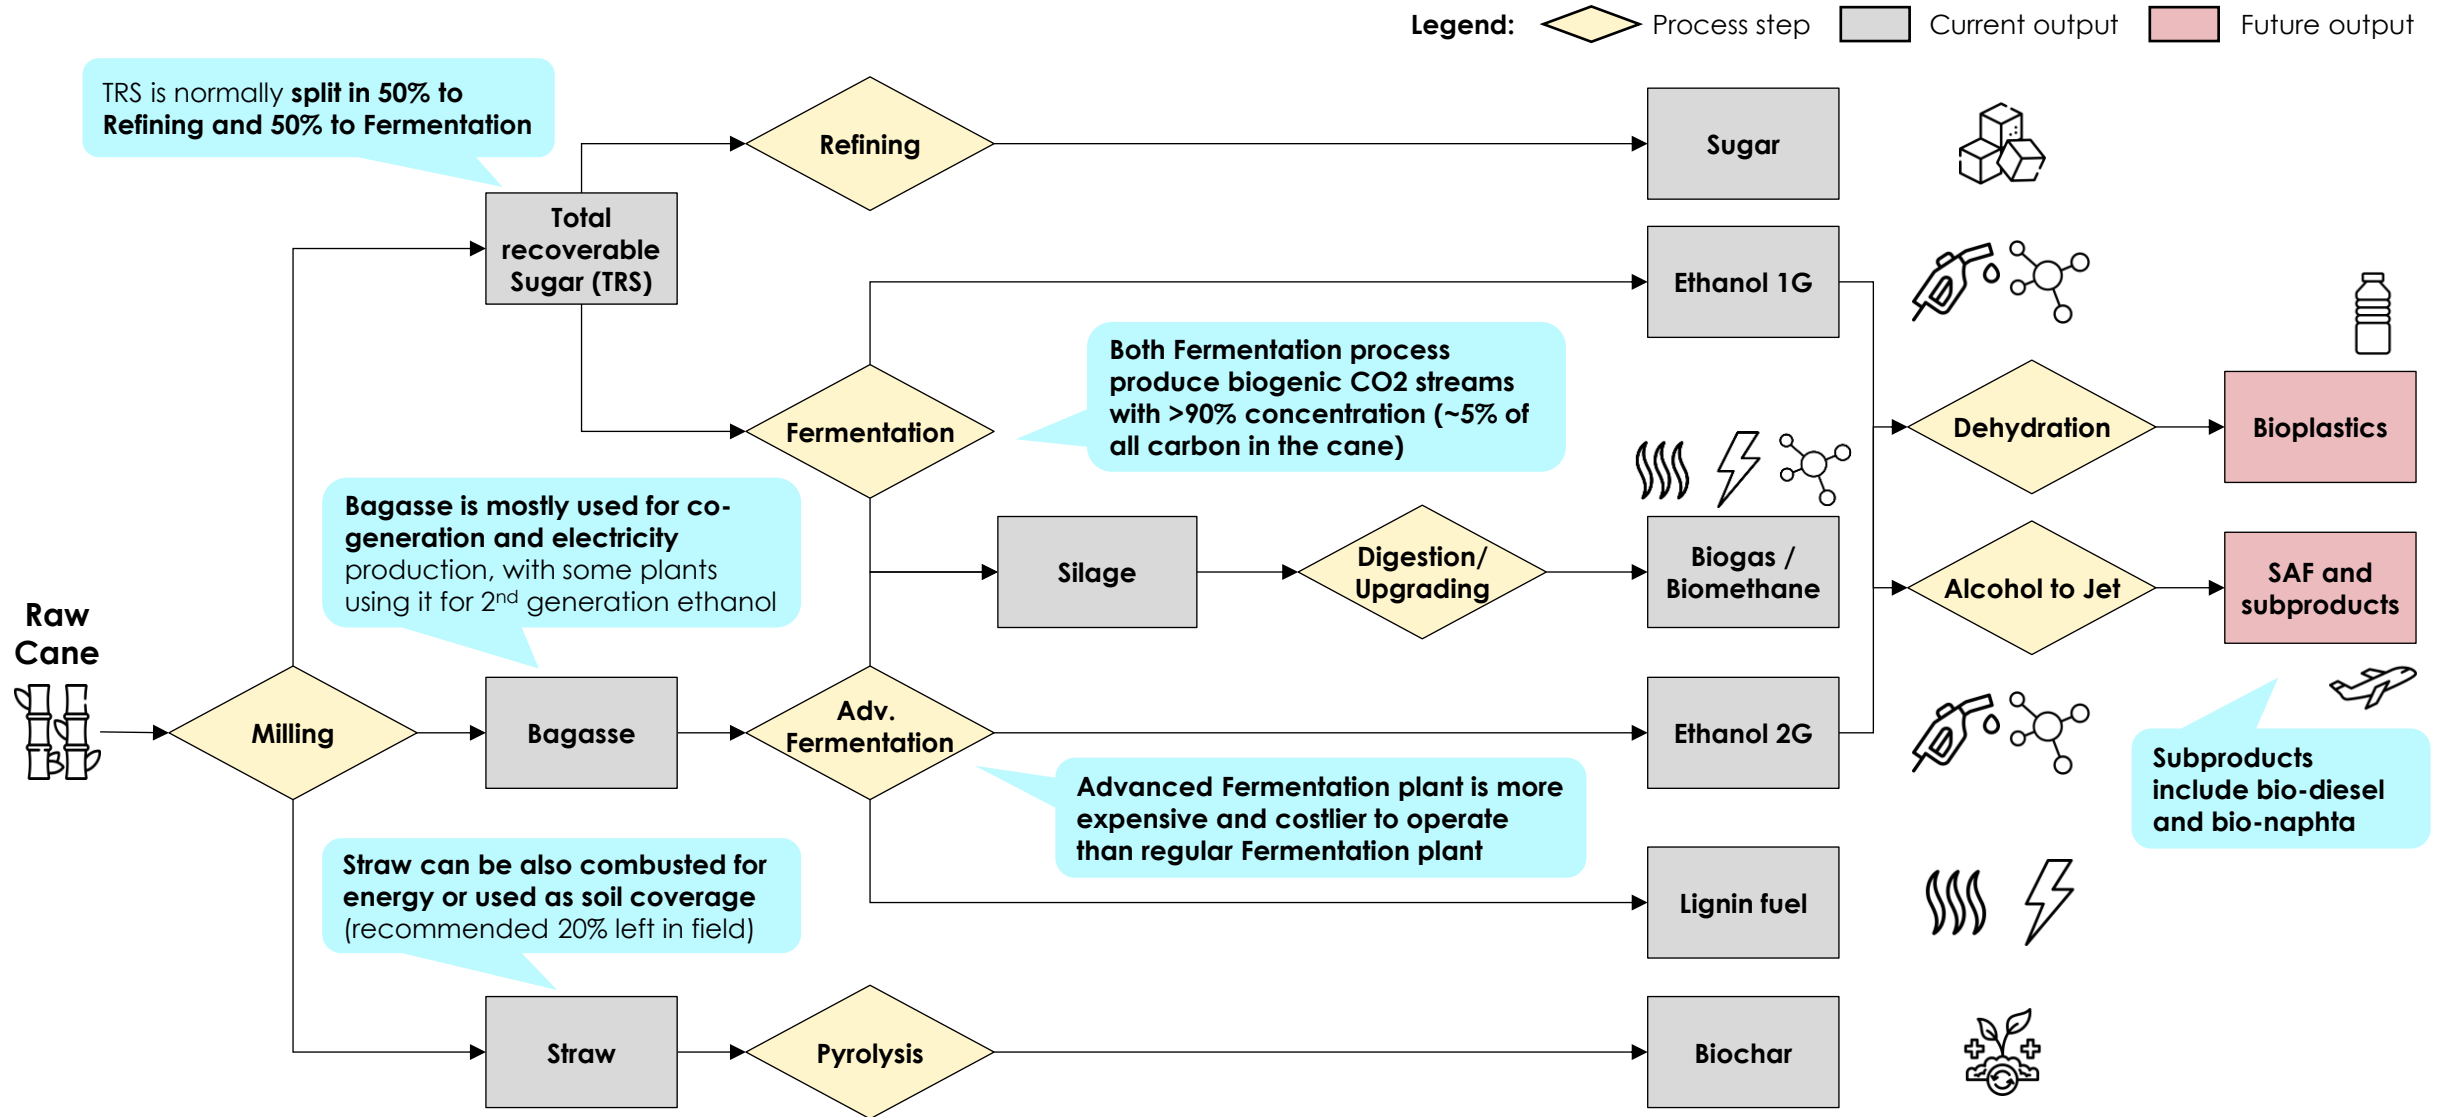 Legend:
Process step
Current output
Future output
TRS is normally split in 50% to
Refining and 50% to Fermentation
Refining
Sugar
Total
recoverable
Sugar (TRS)
Ethanol 1G
Both Fermentation process
produce biogenic CO2 streams
with >90% concentration (~5% of
all carbon in the cane)
Fermentation
Dehydration
Bioplastics
Bagasse is mostly used for co-
generation and electricity
production, with some plants
using it for 2nd generation ethanol
Silage
Digestion/
Upgrading
Biogas /
Biomethane
Alcohol to Jet
SAF and
subproducts
Raw
Cane
Milling
Bagasse
Adv.
Fermentation
Ethanol 2G
Subproducts
include bio-diesel
and bio-naphta
Advanced Fermentation plant is more
expensive and costlier to operate
than regular Fermentation plant
Straw can be also combusted for
energy or used as soil coverage
(recommended 20% left in field)
Lignin fuel
Straw
Pyrolysis
Biochar